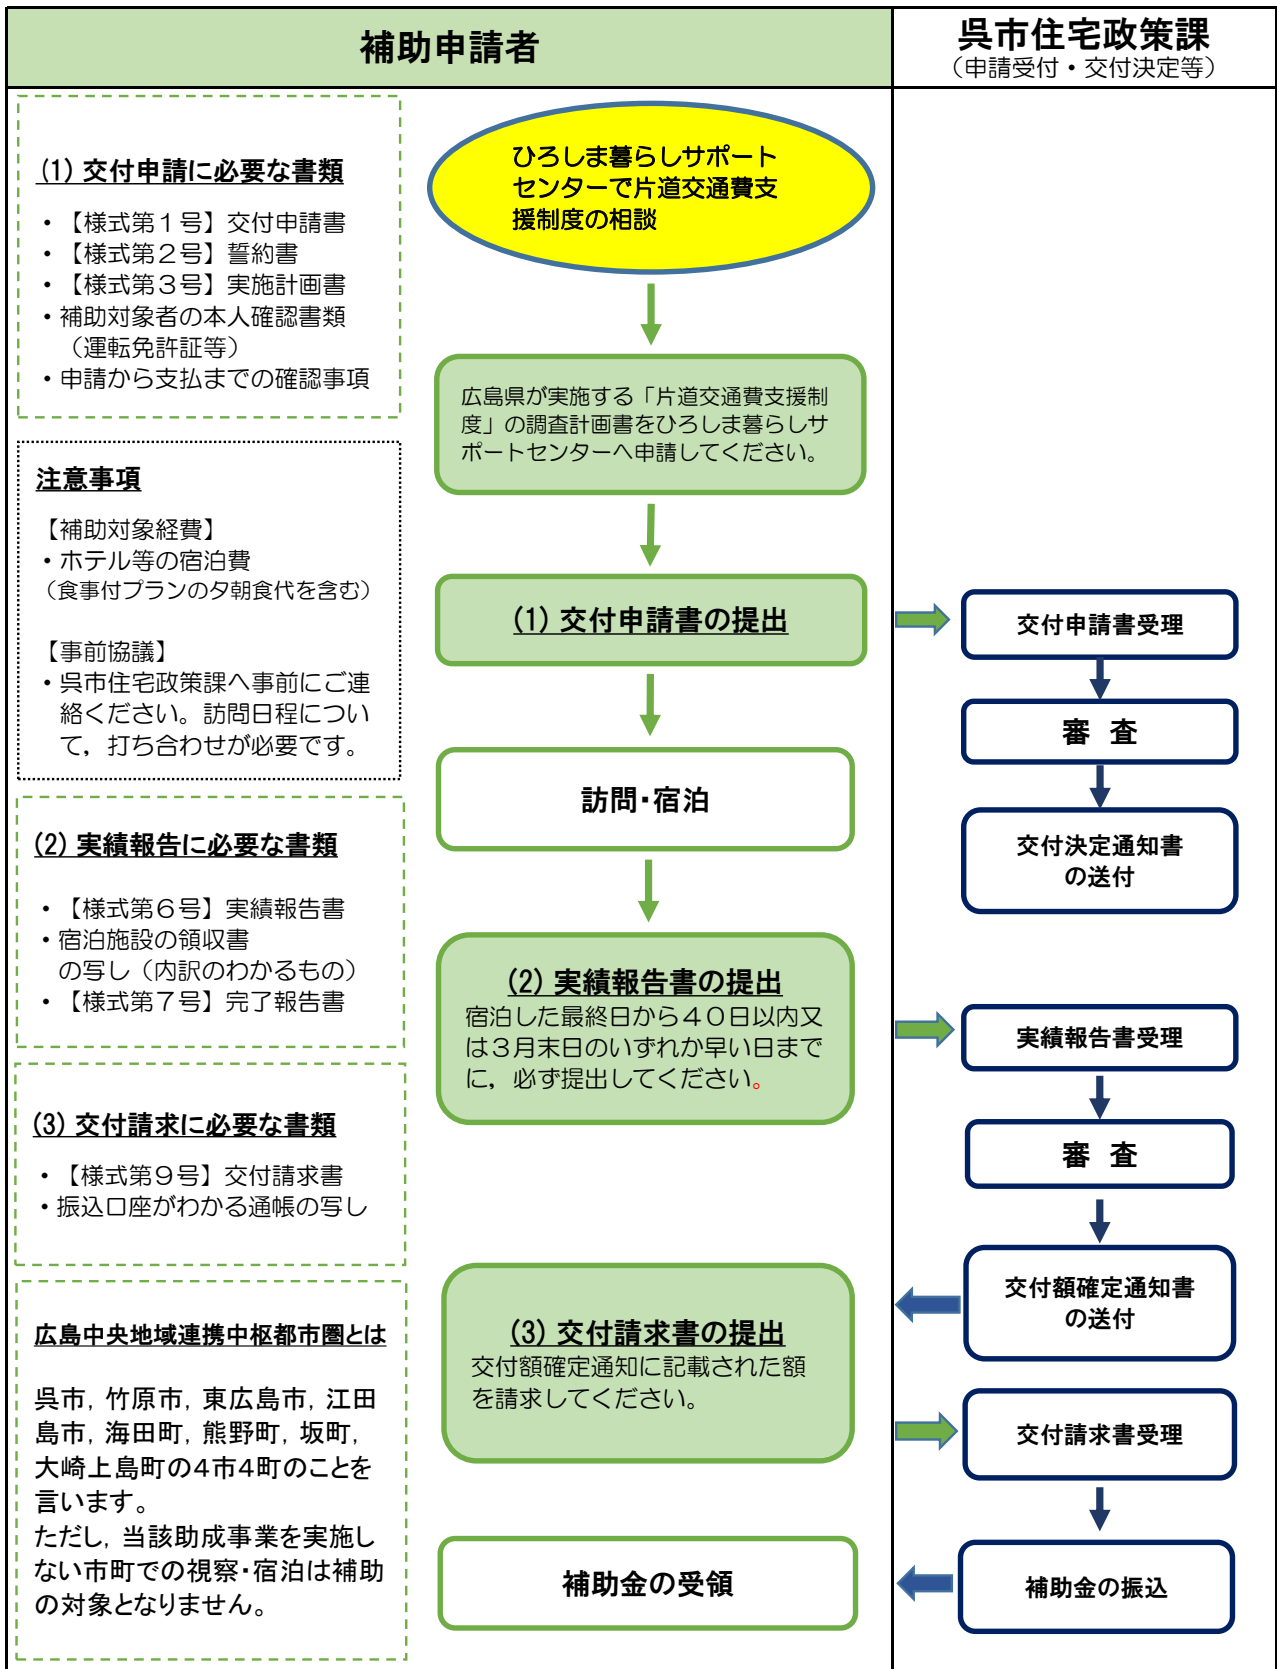 補助申請者
呉市住宅政策課
（申請受付・交付決定等）
(1) 交付申請に必要な書類
・【様式第１号】交付申請書
・【様式第２号】誓約書
・【様式第３号】実施計画書
・補助対象者の本人確認書類
（運転免許証等）
・申請から支払までの確認事項
注意事項
【補助対象経費】
・ホテル等の宿泊費
（食事付プランの夕朝食代を含む）
【事前協議】
・呉市住宅政策課へ事前にご連
絡ください。訪問日程につい
て，打ち合わせが必要です。
(2) 実績報告に必要な書類
・【様式第６号】実績報告書
・宿泊施設の領収書
の写し（内訳のわかるもの）
・【様式第７号】完了報告書
(3) 交付請求に必要な書類
・【様式第９号】交付請求書
・振込口座がわかる通帳の写し
広島中央地域連携中枢都市圏とは
呉市，竹原市，東広島市，江田
島市，海田町，熊野町，坂町，
大崎上島町の４市４町のことを
言います。
ただし，当該助成事業を実施し
ない市町での視察・宿泊は補助
の対象となりません。
ひろしま暮らしサポート
センターで片道交通費支
援制度の相談
広島県が実施する「片道交通費支援制
度」の調査計画書をひろしま暮らしサ
ポートセンターへ申請してください。
(1) 交付申請書の提出
訪問・宿泊
(2) 実績報告書の提出
宿泊した最終日から４０日以内又
は３月末日のいずれか早い日まで
に，必ず提出してください。
(3) 交付請求書の提出
交付額確定通知に記載された額
を請求してください。
補助金の受領
交付申請書受理
審 査
交付決定通知書
の送付
実績報告書受理
審 査
交付額確定通知書
の送付
交付請求書受理
補助金の振込